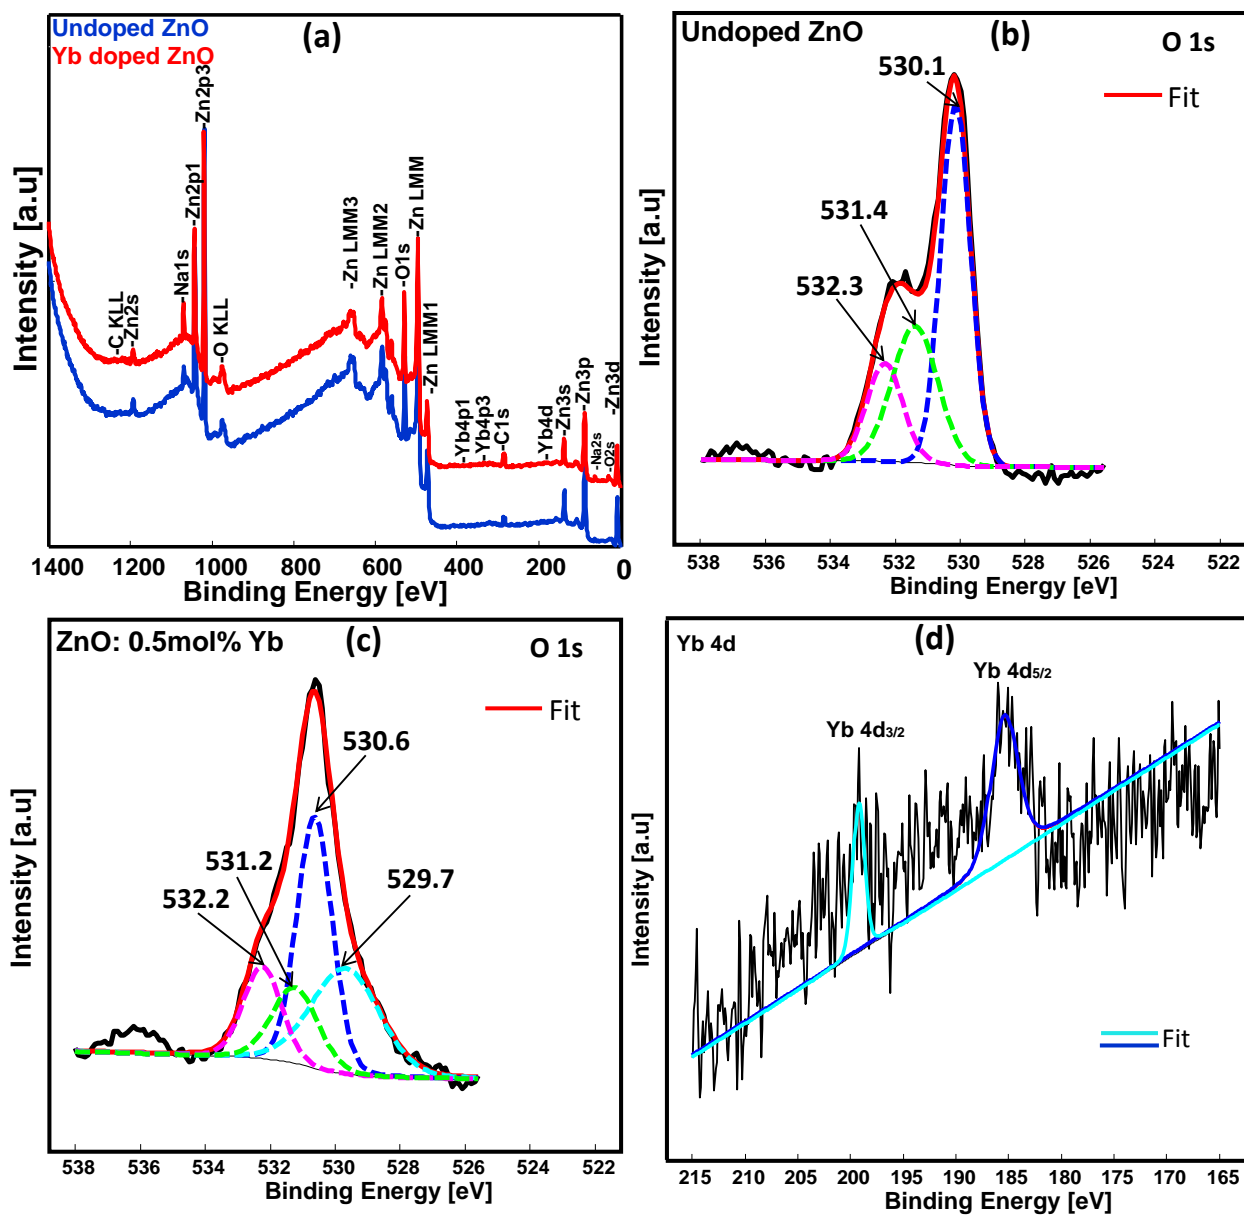 Undoped ZnO
Yb doped ZnO
(a)
Intensity [a.u]
-C KLL
-Zn2s
-Na1s
-Zn2p1
-Zn2p3
-O KLL
-Zn LMM3
-Zn LMM2
-O1s
-Zn LMM
-Zn LMM1
-Yb4p1
-Yb4p3
-C1s
-Yb4d
-Zn3s
-Zn3p
-Na2s
-O2s
-Zn3d
1400 1200 1000 800 600 400 200 0
Binding Energy [eV]
Undoped ZnO
(b)
O 1s
Fit
530.1
531.4
532.3
Intensity [a.u]
538 536 534 532 530 528 526 524 522
Binding Energy [eV]
ZnO: 0.5mol% Yb
(c)
O 1s
Fit
530.6
531.2
532.2
529.7
Intensity [a.u]
538 536 534 532 530 528 526 524 522
Binding Energy [eV]
Yb 4d
(d)
Yb 4d5/2
Yb 4d3/2
Fit
Intensity [a.u]
215 210 205 200 195 190 185 180 175 170 165
Binding Energy [eV]